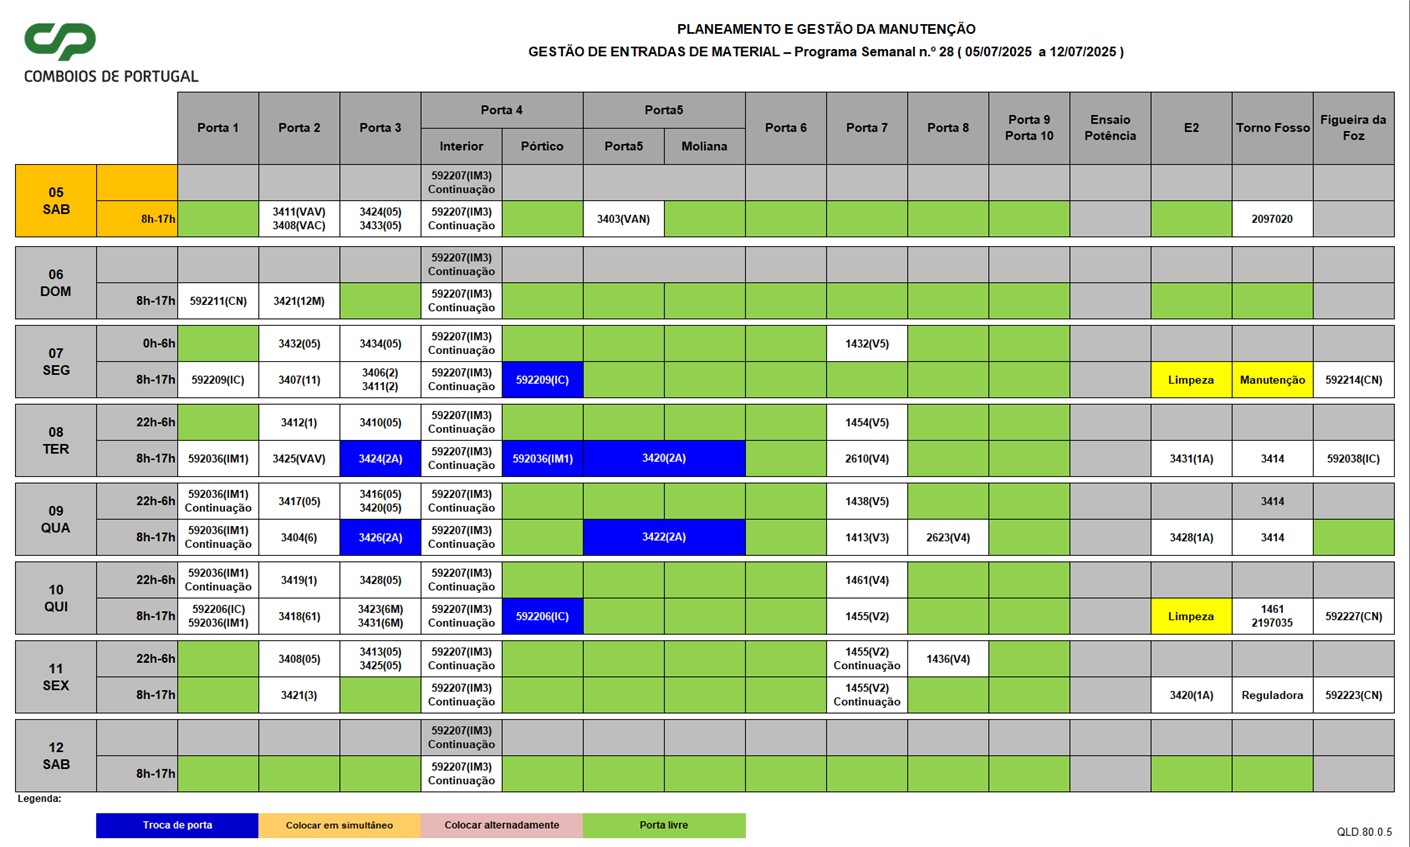 PLANEAMENTO E GESTÃO DA MANUTENÇÃO
GESTÃO DE ENTRADAS DE MATERIAL – Programa Semanal n.º 28 ( 05/07/2025 a 12/07/2025 )
CP
COMBOIOS DE PORTUGAL
Porta 1 Porta 2 Porta 3 Porta 4 Porta5 Porta 6 Porta 7 Porta 8 Porta 9 Ensaio E2 Torno Fosso Figueira da
Porta 10 Potência Foz
Interior Pórtico Porta5 Moliana
05
SAB
592207(IM3)
Continuação
8h-17h 3411(VAV) 3424(05) 592207(IM3) 3403(VAN) 2097020
3408(VAC) 3433(05) Continuação
06
DOM
592207(IM3)
Continuação
8h-17h 592211(CN) 3421(12M) 592207(IM3)
Continuação
07
SEG
0h-6h 3432(05) 3434(05) 592207(IM3) 1432(V5)
Continuação
8h-17h 592209(IC) 3407(11) 3406(2) 592207(IM3) 592209(IC) Limpeza Manutenção 592214(CN)
3411(2) Continuação
08
TER
22h-6h 3412(1) 3410(05) 592207(IM3) 1454(V5)
Continuação
8h-17h 592036(IM1) 3425(VAV) 3424(2A) 592207(IM3) 592036(IM1) 3420(2A) 2610(V4) 3431(1A) 3414 592038(IC)
Continuação
09
QUA
22h-6h 592036(IM1) 3417(05) 3416(05) 592207(IM3) 1438(V5) 3414
Continuação 3420(05) Continuação
8h-17h 592036(IM1) 3404(6) 3426(2A) 592207(IM3) 3422(2A) 1413(V3) 2623(V4) 3428(1A) 3414
Continuação Continuação
10
QUI
22h-6h 592036(IM1) 3419(1) 3428(05) 592207(IM3) 1461(V4)
Continuação Continuação
8h-17h 592206(IC) 3418(61) 3423(6M) 592207(IM3) 592206(IC) 1455(V2) Limpeza 1461 592227(CN)
592036(IM1) 3431(6M) Continuação 2197035
11
SEX
22h-6h 3408(05) 3413(05) 592207(IM3) 1455(V2) 1436(V4)
3425(05) Continuação Continuação
8h-17h 3421(3) 592207(IM3) 1455(V2) 3420(1A) Reguladora 592223(CN)
Continuação Continuação
12
SAB
592207(IM3)
Continuação
8h-17h 592207(IM3)
Continuação
Legenda:
Troca de porta Colocar em simultáneo Colocar alternadamente Porta livre
QLD.80.0.5